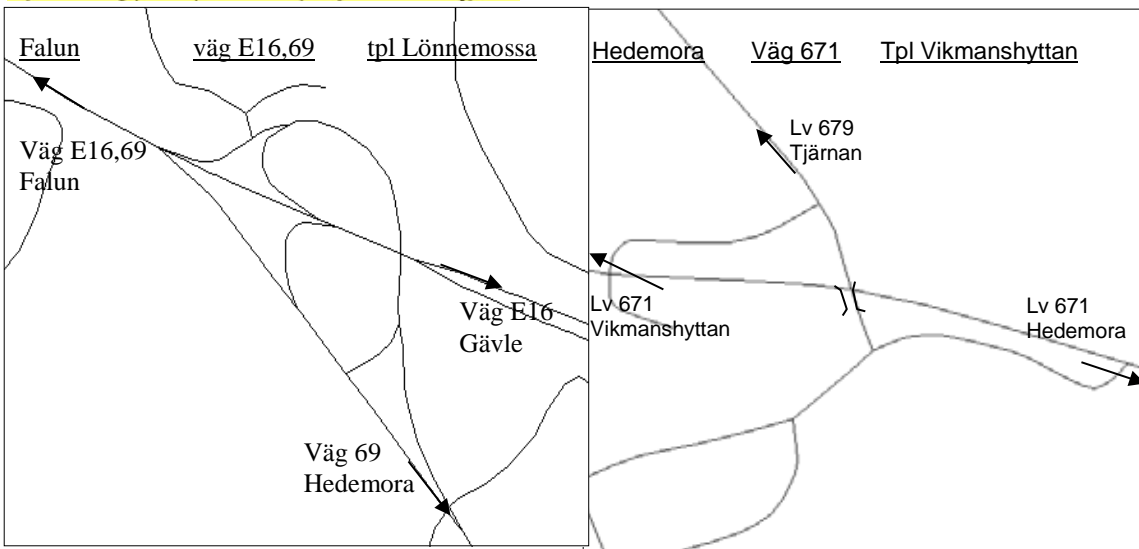 Falun väg E16,69 tpl Lönnemossa
Väg E16,69
Falun
Väg E16
Gävle
Väg 69
Hedemora
Hedemora Väg 671 Tpl Vikmanshyttan
Lv 679
Tjärnan
Lv 671
Vikmanshyttan
Lv 671
Hedemora